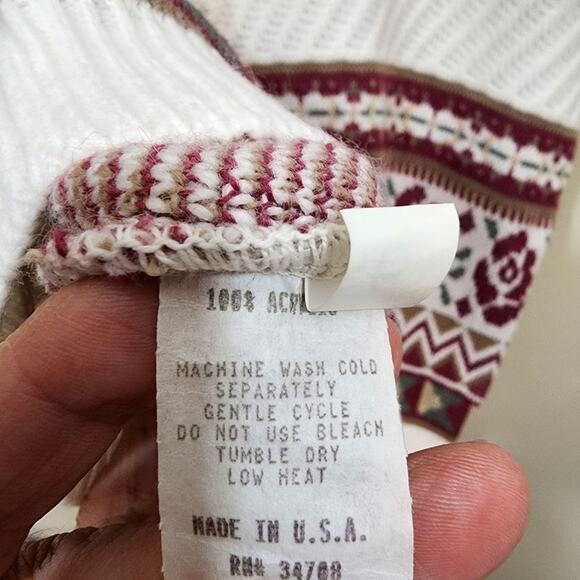 100% ACRYLIC
MACHINE WASH COLD
SEPARATELY
GENTLE CYCLE
DO NOT USE BLEACH
TUMBLE DRY
LOW HEAT
MADE IN U.S.A.
RN# 34708